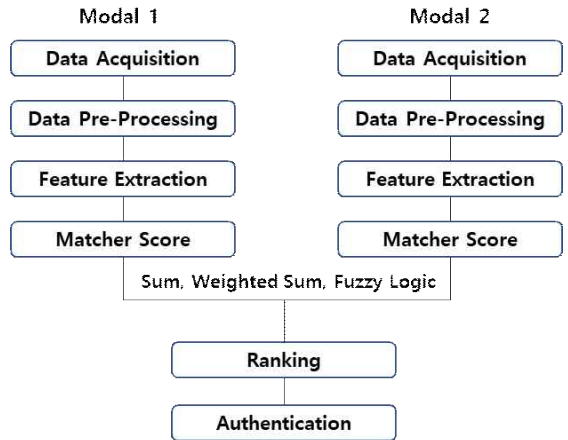 Modal 1
Modal 2
Data Acquisition
Data Acquisition
Data Pre-Processing
Data Pre-Processing
Feature Extraction
Feature Extraction
Matcher Score
Matcher Score
Sum, Weighted Sum, Fuzzy Logic
Ranking
Authentication